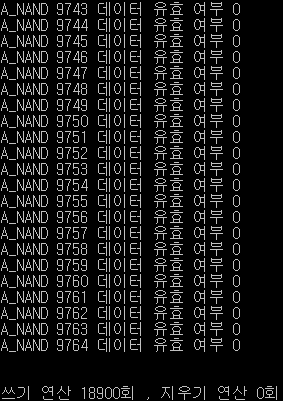 A_NAND 9743 데이터 유효 여부 0
A_NAND 9744 데이터 유효 여부 0
A_NAND 9745 데이터 유효 여부 0
A_NAND 9746 데이터 유효 여부 0
A_NAND 9747 데이터 유효 여부 0
A_NAND 9748 데이터 유효 여부 0
A_NAND 9749 데이터 유효 여부 0
A_NAND 9750 데이터 유효 여부 0
A_NAND 9751 데이터 유효 여부 0
A_NAND 9752 데이터 유효 여부 0
A_NAND 9753 데이터 유효 여부 0
A_NAND 9754 데이터 유효 여부 0
A_NAND 9755 데이터 유효 여부 0
A_NAND 9756 데이터 유효 여부 0
A_NAND 9757 데이터 유효 여부 0
A_NAND 9758 데이터 유효 여부 0
A_NAND 9759 데이터 유효 여부 0
A_NAND 9760 데이터 유효 여부 0
A_NAND 9761 데이터 유효 여부 0
A_NAND 9762 데이터 유효 여부 0
A_NAND 9763 데이터 유효 여부 0
A_NAND 9764 데이터 유효 여부 0
쓰기 연산 18900회 , 지우기 연산 0회